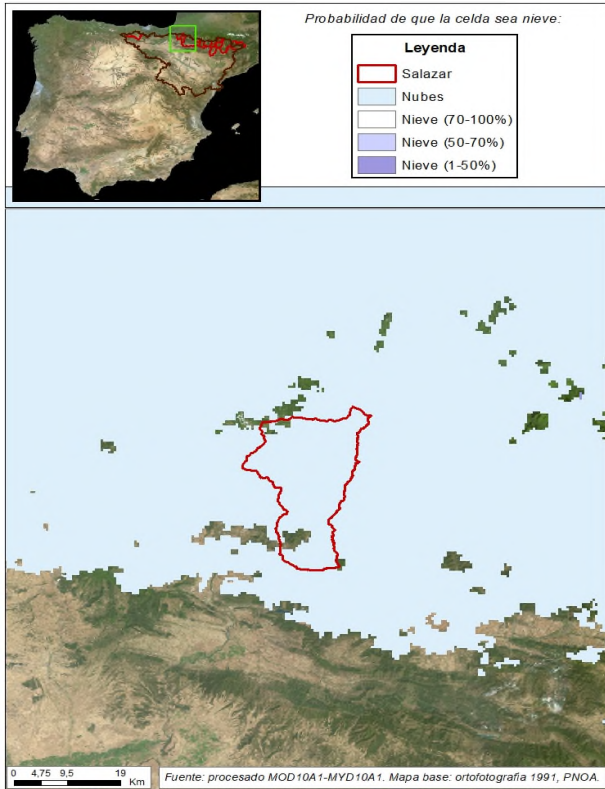 Probabilidad de que la celda sea nieve:
Leyenda
Salazar
Nubes
Nieve (70-100%)
Nieve (50-70%)
Nieve (1-50%)
0 4,75 9,5 19
Km
Fuente: procesado MOD10A1-MYD10A1. Mapa base: ortofotografía 1991, PNOA.